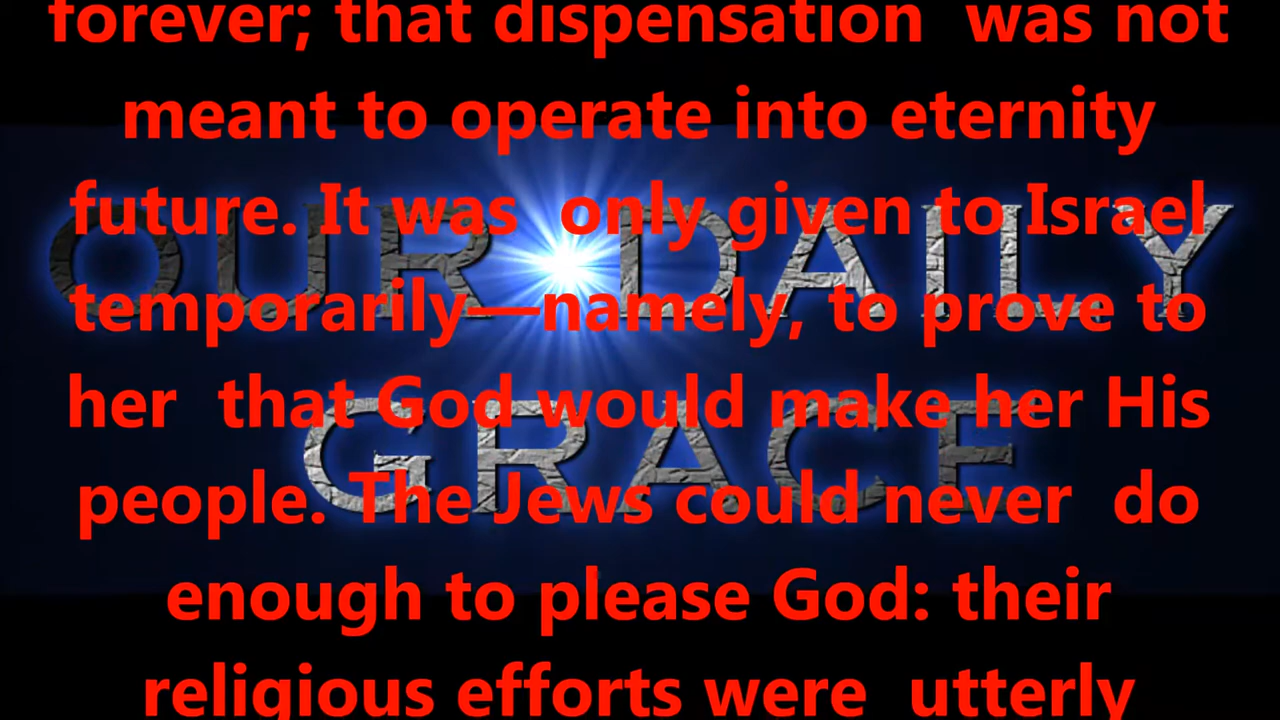 forever; that dispensation was not
meant to operate into eternity
future. It was only given to Israel
OUR DAILY
temporarily—namely, to prove to
her that God would make her His
GRACE
people. The Jews could never do
enough to please God: their
religious efforts were utterly